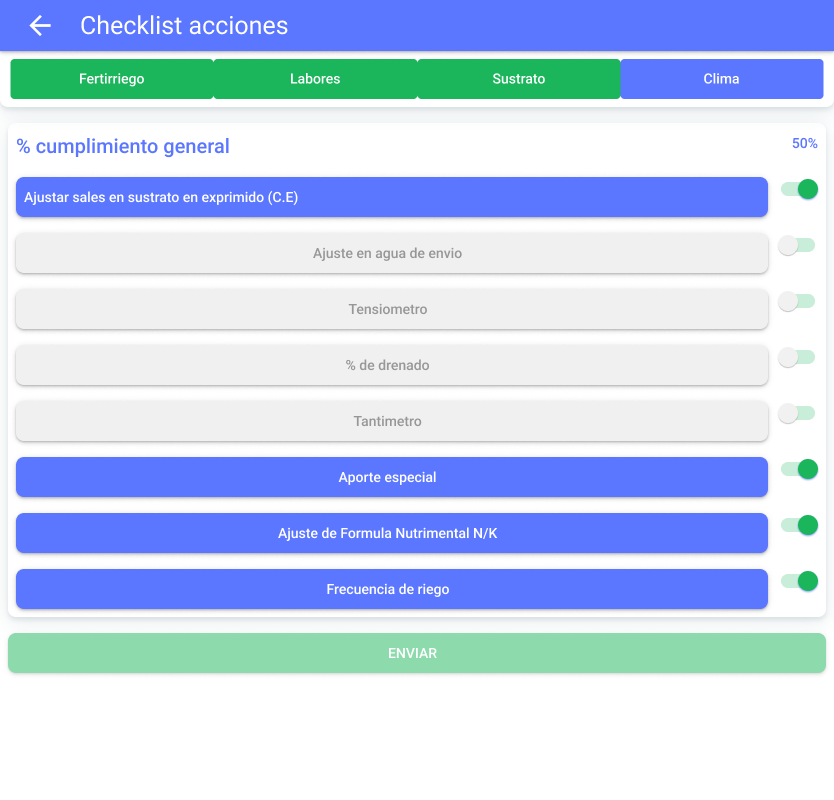 Checklist acciones
Fertirriego
Labores
Sustrato
Clima
% cumplimiento general
50%
Ajustar sales en sustrato en exprimido (C.E)
Ajuste en agua de envio
Tensiometro
% de drenado
Tantimetro
Aporte especial
Ajuste de Formula Nutrimental N/K
Frecuencia de riego
ENVIAR